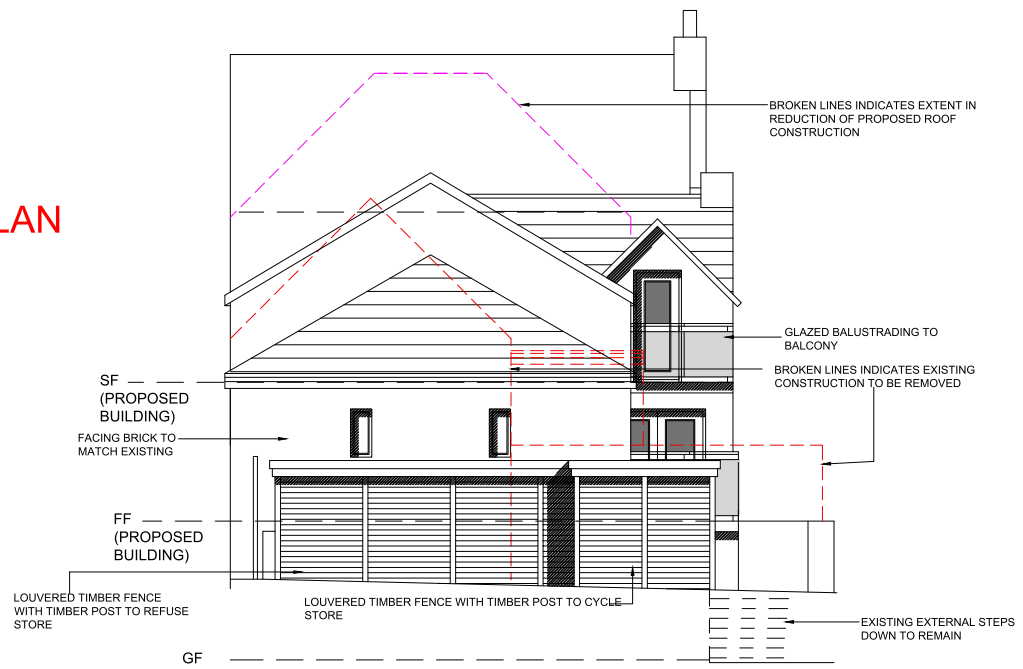 BROKEN LINES INDICATES EXTENT IN
REDUCTION OF PROPOSED ROOF
CONSTRUCTION
LAN
GLAZED BALUSTRADING TO
BALCONY
BROKEN LINES INDICATES EXISTING
CONSTRUCTION TO BE REMOVED
SF
(PROPOSED
BUILDING)
FACING BRICK TO
MATCH EXISTING
FF
(PROPOSED
BUILDING)
LOUVERED TIMBER FENCE
WITH TIMBER POST TO REFUSE
STORE
LOUVERED TIMBER FENCE WITH TIMBER POST TO CYCLE
STORE
EXISTING EXTERNAL STEPS
DOWN TO REMAIN
GF